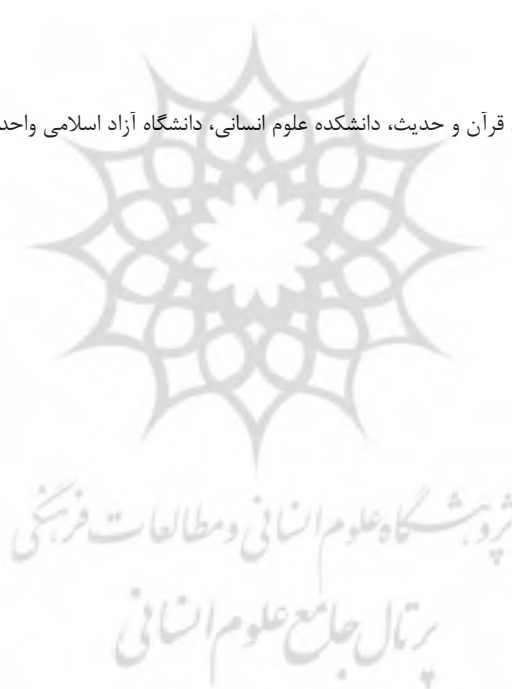 قرآن و حدیث، دانشکده علوم انسانی، دانشگاه آزاد اسلامی واحد
پژوهشگاه علوم انسانی و مطالعات فرهنگی
پرتال جامع علوم انسانی